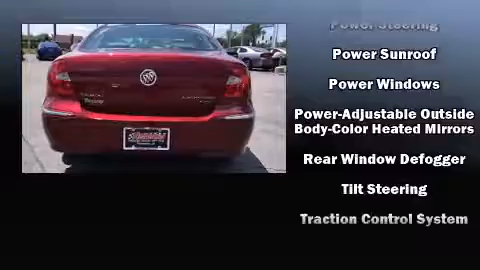 Power Steering
Power Sunroof
Power Windows
Power-Adjustable Outside
Body-Color Heated Mirrors
Rear Window Defogger
Tilt Steering
Traction Control System